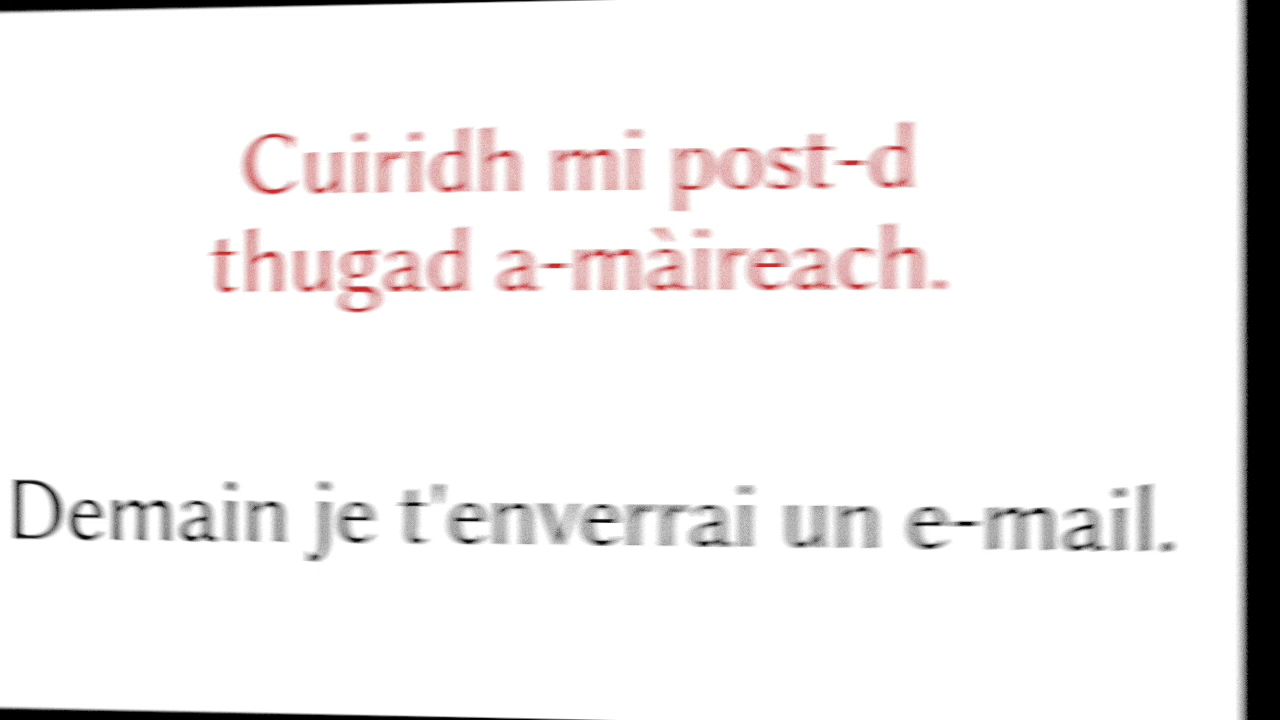 Cuiridh mi post-d
thugad a-màireach.
Demain je t'enverrai un e-mail.